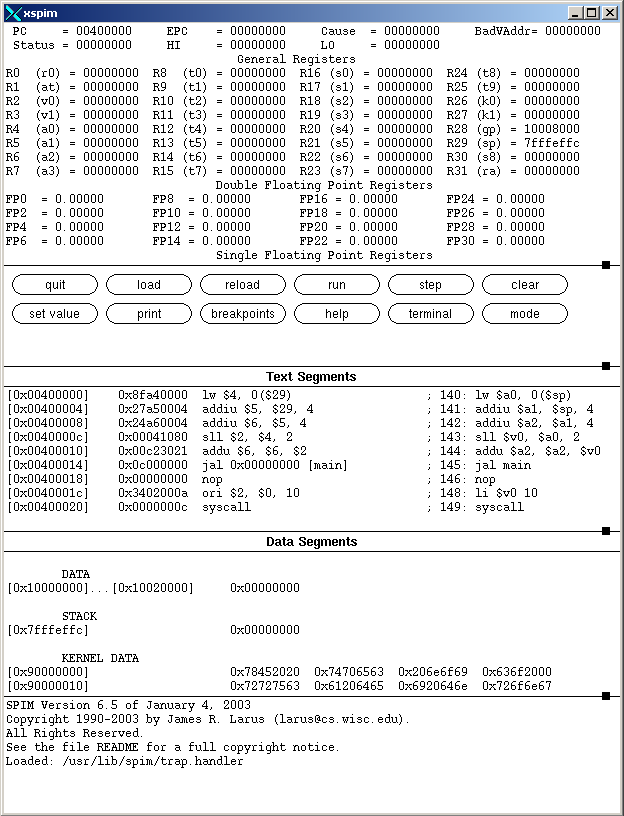 xspim
PC      = 00400000     EPC    = 00000000     Cause  = 00000000     BadVAddr= 00000000
Status = 00000000     HI     = 00000000     LO     = 00000000
General Registers
R0  (r0) = 00000000  R8  (t0) = 00000000  R16 (s0) = 00000000  R24 (t8) = 00000000
R1  (at) = 00000000  R9  (t1) = 00000000  R17 (s1) = 00000000  R25 (t9) = 00000000
R2  (v0) = 00000000  R10 (t2) = 00000000  R18 (s2) = 00000000  R26 (k0) = 00000000
R3  (v1) = 00000000  R11 (t3) = 00000000  R19 (s3) = 00000000  R27 (k1) = 00000000
R4  (a0) = 00000000  R12 (t4) = 00000000  R20 (s4) = 00000000  R28 (gp) = 10008000
R5  (a1) = 00000000  R13 (t5) = 00000000  R21 (s5) = 00000000  R29 (sp) = 7fffeffc
R6  (a2) = 00000000  R14 (t6) = 00000000  R22 (s6) = 00000000  R30 (s8) = 00000000
R7  (a3) = 00000000  R15 (t7) = 00000000  R23 (s7) = 00000000  R31 (ra) = 00000000
Double Floating Point Registers
FP0  = 0.00000       FP8  = 0.00000       FP16 = 0.00000       FP24 = 0.00000
FP2  = 0.00000       FP10 = 0.00000       FP18 = 0.00000       FP26 = 0.00000
FP4  = 0.00000       FP12 = 0.00000       FP20 = 0.00000       FP28 = 0.00000
FP6  = 0.00000       FP14 = 0.00000       FP22 = 0.00000       FP30 = 0.00000
Single Floating Point Registers
quit load reload run step clear
set value print breakpoints help terminal mode
Text Segments
[0x00400000]    0x8fa40000  lw $4, 0($29)                   ; 140: lw $a0, 0($sp)
[0x00400004]    0x27a50004  addiu $5, $29, 4                ; 141: addiu $a1, $sp, 4
[0x00400008]    0x24a60004  addiu $6, $5, 4                 ; 142: addiu $a2, $a1, 4
[0x0040000c]    0x00041080  sll $2, $4, 2                   ; 143: sll $v0, $a0, 2
[0x00400010]    0x00c23021  addu $6, $6, $2                 ; 144: addu $a2, $a2, $v0
[0x00400014]    0x0c000000  jal 0x00000000 [main]           ; 145: jal main
[0x00400018]    0x00000000  nop                             ; 146: nop
[0x0040001c]    0x3402000a  ori $2, $0, 10                  ; 148: li $v0 10
[0x00400020]    0x0000000c  syscall                         ; 149: syscall
Data Segments
DATA
[0x10000000]...[0x10020000]     0x00000000
STACK
[0x7fffeffc]                    0x00000000
KERNEL DATA
[0x90000000]                    0x78452020  0x74706563  0x206e6f69  0x636f2000
[0x90000010]                    0x72727563  0x61206465  0x6920646e  0x726f6e67
SPIM Version 6.5 of January 4, 2003
Copyright 1990-2003 by James R. Larus (larus@cs.wisc.edu).
All Rights Reserved.
See the file README for a full copyright notice.
Loaded: /usr/lib/spim/trap.handler